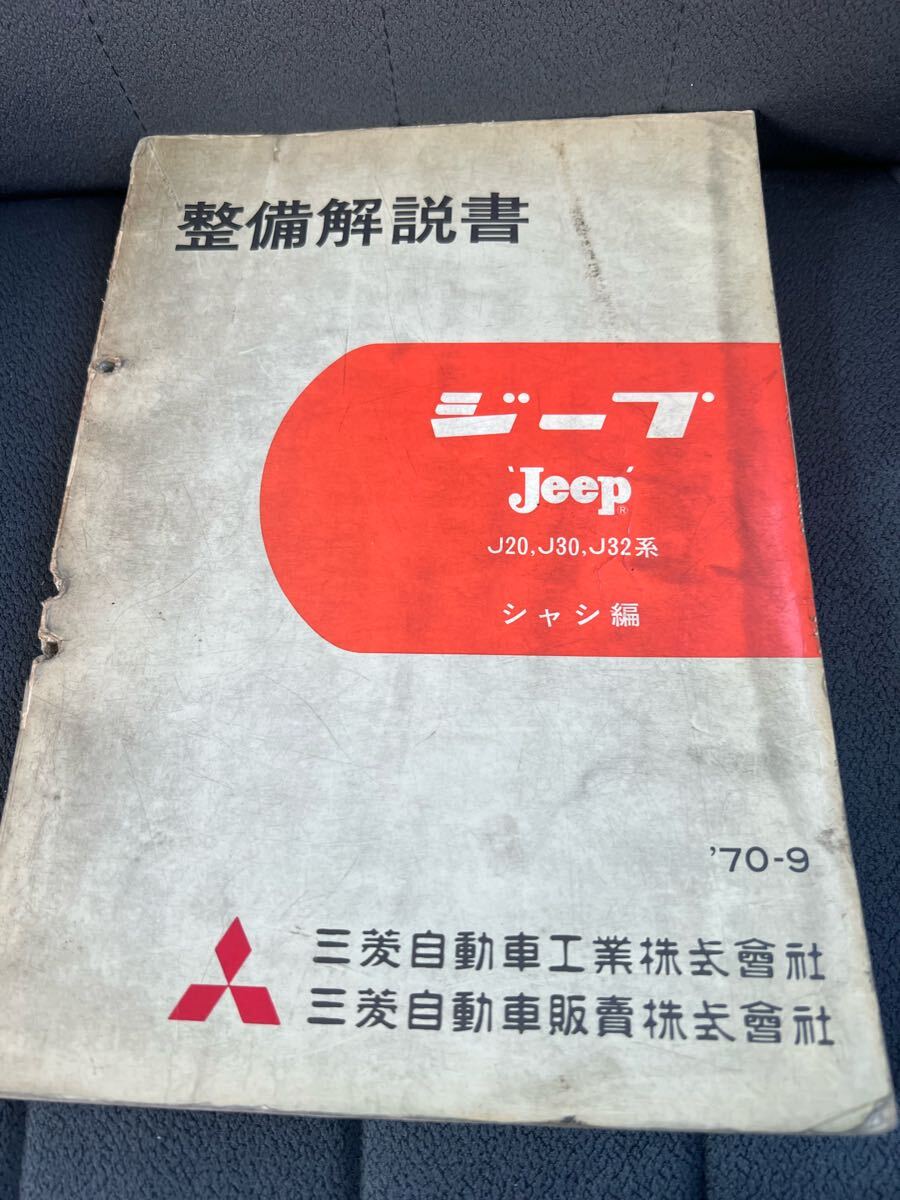 整備解説書
ジープ
'Jeep'®
J20,J30,J32系
シャシ編
'70-9
三菱自動車工業株式會社
三菱自動車販賣株式會社